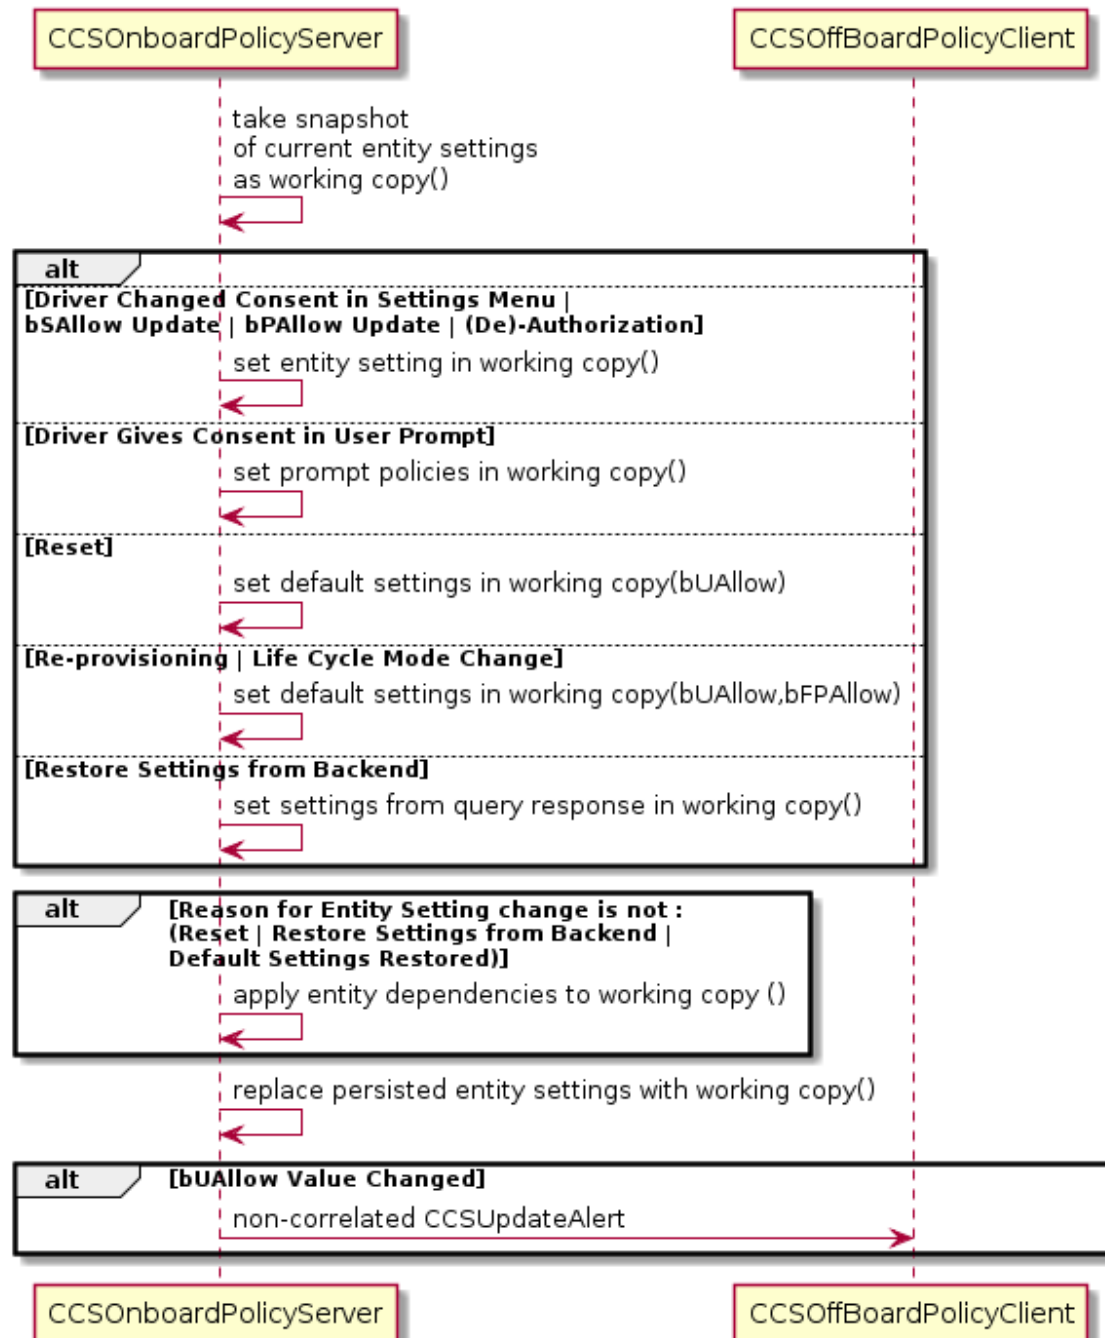 CCSOnboardPolicyServer
CCSOffBoardPolicyClient
take snapshot
of current entity settings
as working copy()
alt
[Driver Changed Consent in Settings Menu |
bSAllow Update | bPAllow Update | (De)-Authorization]
set entity setting in working copy()
[Driver Gives Consent in User Prompt]
set prompt policies in working copy()
[Reset]
set default settings in working copy(bUAllow)
[Re-provisioning | Life Cycle Mode Change]
set default settings in working copy(bUAllow,bFPAllow)
[Restore Settings from Backend]
set settings from query response in working copy()
alt
[Reason for Entity Setting change is not :
(Reset | Restore Settings from Backend |
Default Settings Restored)]
apply entity dependencies to working copy ()
replace persisted entity settings with working copy()
alt
[bUAllow Value Changed]
non-correlated CCSUpdateAlert
CCSOnboardPolicyServer
CCSOffBoardPolicyClient